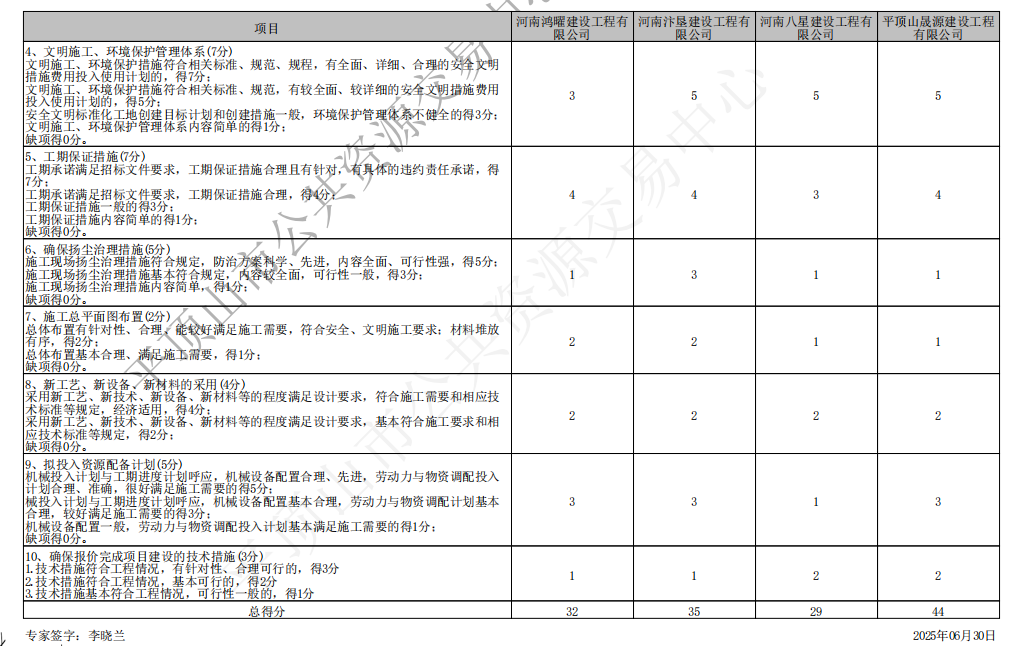 项目 河南鸿曜建设工程有限公司 河南汴垦建设工程有限公司 河南八星建设工程有限公司 平顶山晟源建设工程有限公司
4、文明施工、环境保护管理体系(7分)
文明施工、环境保护措施符合相关标准、规范、规程，有全面、详细、合理的安全文明
措施费用投入使用计划的，得7分；
文明施工、环境保护措施符合相关标准、规范，有较全面、较详细的安全文明措施费用
投入使用计划的，得5分；
安全文明标准化工地创建目标计划和创建措施一般，环境保护管理体系不健全的得3分；
文明施工、环境保护管理体系内容简单的得1分；
缺项得0分。
3 5 5 5
5、工期保证措施(7分)
工期承诺满足招标文件要求，工期保证措施合理且有针对，有具体的违约责任承诺，得
7分；
工期承诺满足招标文件要求，工期保证措施合理，得4分；
工期保证措施一般的得3分；
工期保证措施内容简单的得1分；
缺项得0分。
4 4 3 4
6、确保扬尘治理措施(5分)
施工现场扬尘治理措施符合规定，防治方案科学、先进，内容全面、可行性强，得5分；
施工现场扬尘治理措施基本符合规定，内容较全面，可行性一般，得3分；
施工现场扬尘治理措施内容简单，得1分；
缺项得0分。
1 3 1 1
7、施工总平面图布置(2分)
总体布置有针对性、合理、能较好满足施工需要，符合安全、文明施工要求；材料堆放
有序，得2分；
总体布置基本合理、满足施工需要，得1分；
缺项得0分。
2 2 1 1
8、新工艺、新设备、新材料的采用(4分)
采用新工艺、新技术、新设备、新材料等的程度满足设计要求，符合施工需要和相应技
术标准等规定，经济适用，得4分；
采用新工艺、新技术、新设备、新材料等的程度满足设计要求，基本符合施工要求和相
应技术标准等规定，得2分；
缺项得0分。
2 2 2 2
9、拟投入资源配备计划(5分)
机械投入计划与工期进度计划呼应，机械设备配置合理、先进，劳动力与物资调配投入
计划合理、准确，很好满足施工需要的得5分；
械投入计划与工期进度计划呼应，机械设备配置基本合理，劳动力与物资调配计划基本
合理，较好满足施工需要的得3分；
机械设备配置一般，劳动力与物资调配投入计划基本满足施工需要的得1分；
缺项得0分。
3 3 1 3
10、确保报价完成项目建设的技术措施(3分)
1.技术措施符合工程情况，有针对性、合理可行的，得3分
2.技术措施符合工程情况，基本可行的，得2分
3.技术措施基本符合工程情况，可行性一般的，得1分
1 1 2 2
总得分 32 35 29 44
专家签字：李晓兰 2025年06月30日
平顶山市公共资源交易中
平顶山市公共资源交易中心